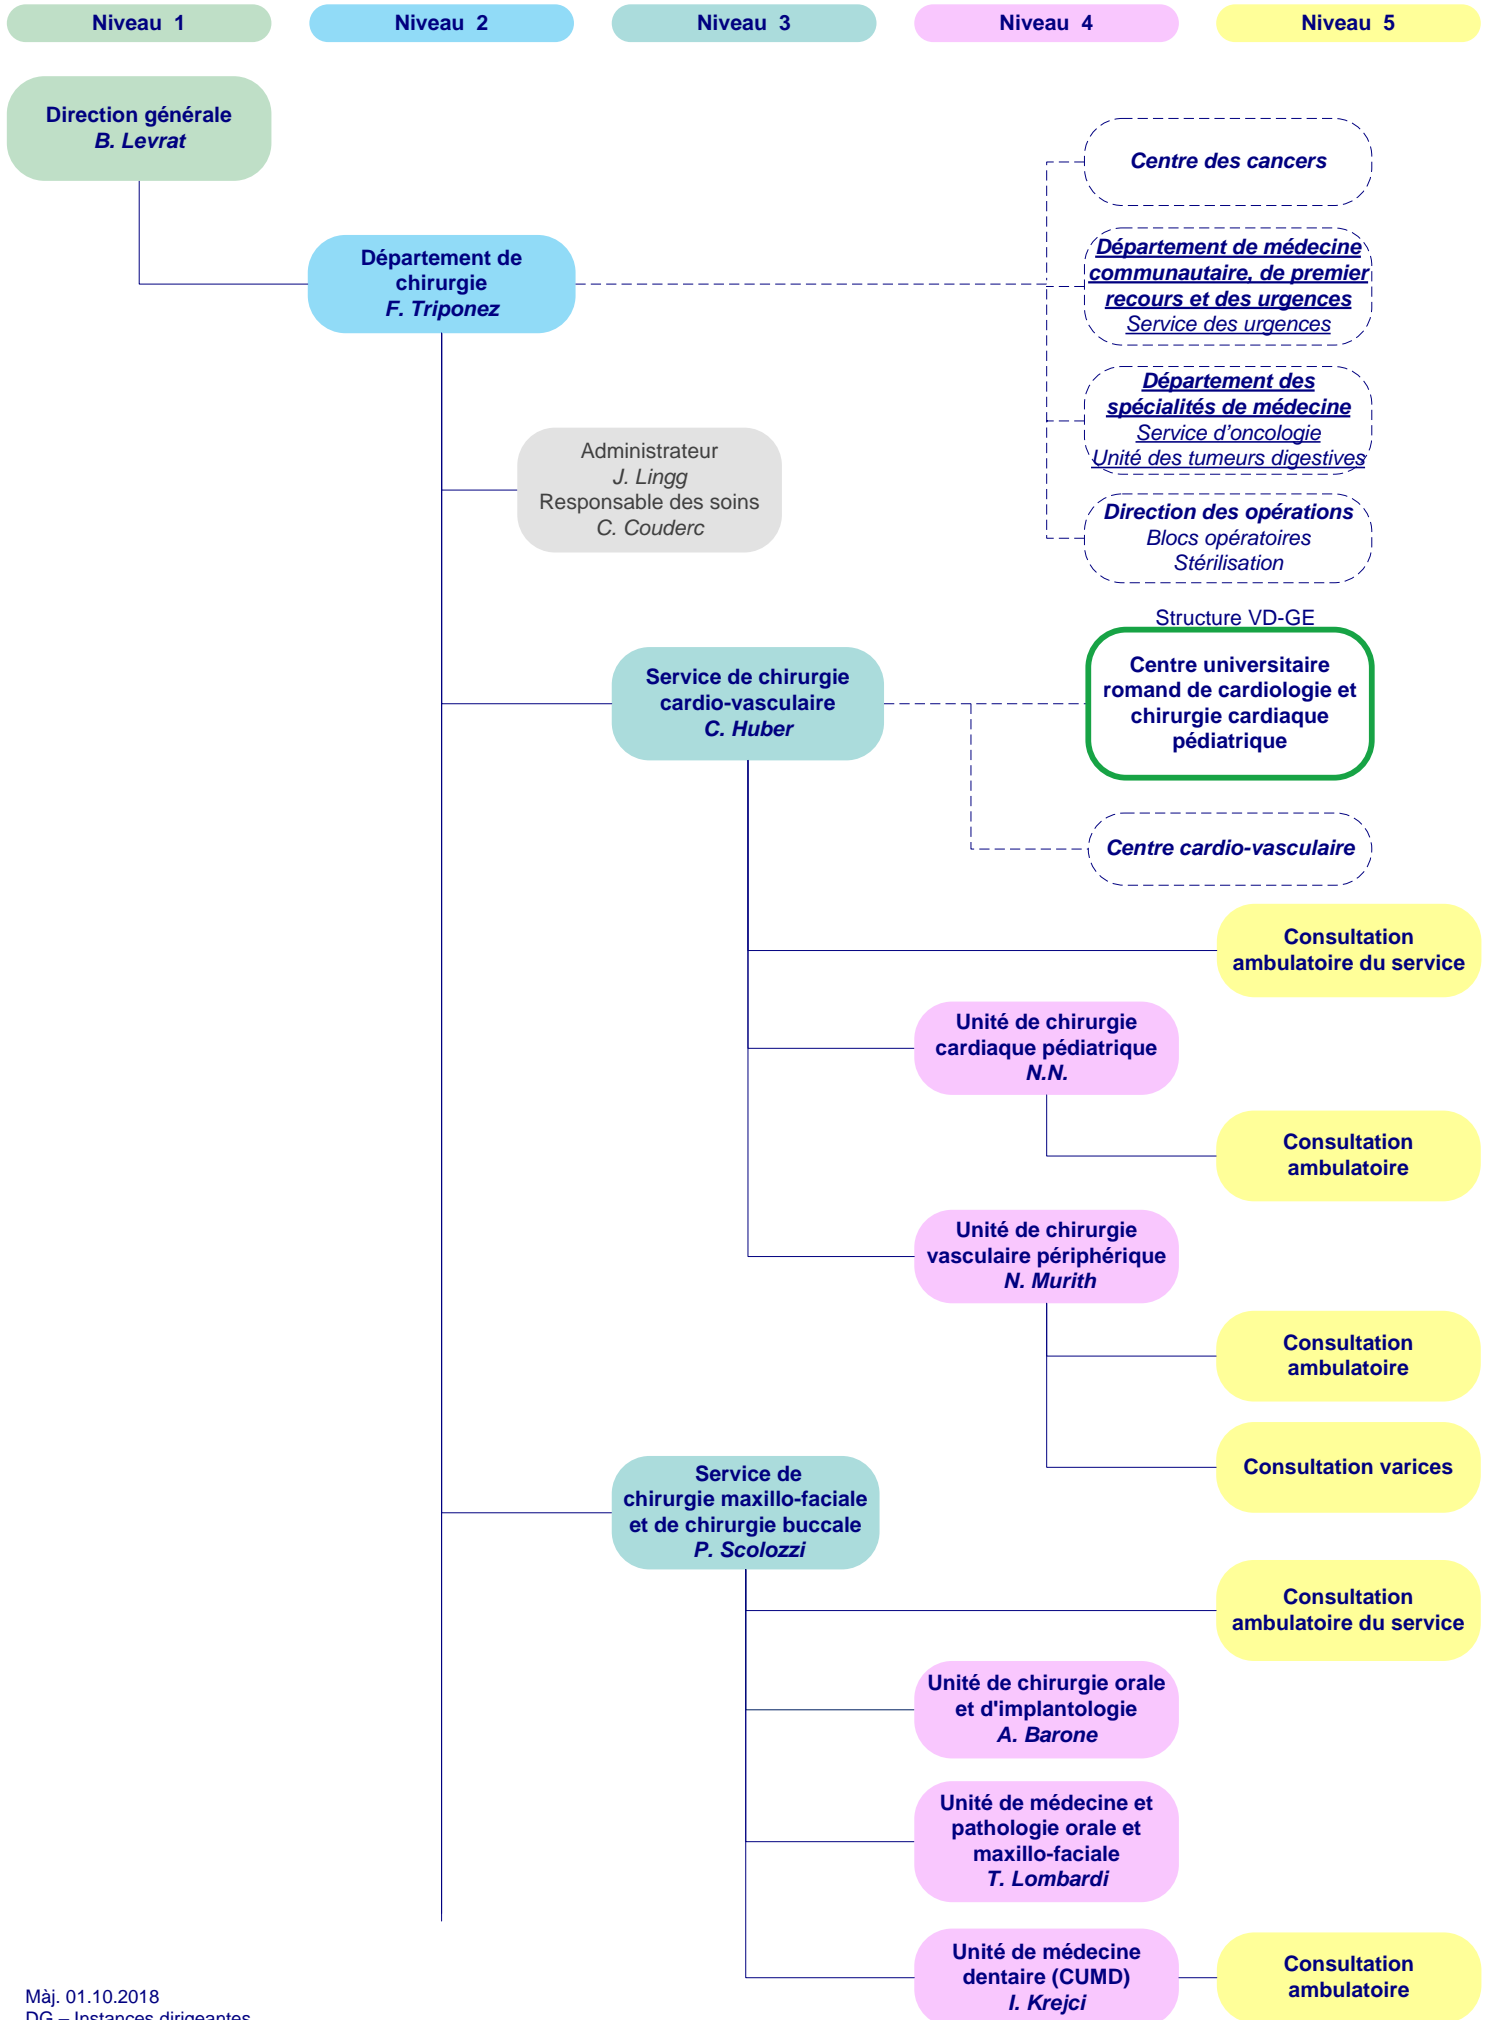 Niveau  1
Niveau  2
Niveau  3
Niveau  4
Niveau  5
Direction générale
B. Levrat
Centre des cancers
Département de
chirurgie
F. Triponez
Département de médecine
communautaire, de premier
recours et des urgences
Service des urgences
Département des
spécialités de médecine
Service d'oncologie
Unité des tumeurs digestives
Administrateur
J. Lingg
Responsable des soins
C. Couderc
Direction des opérations
Blocs opératoires
Stérilisation
Structure VD-GE
Service de chirurgie
cardio-vasculaire
C. Huber
Centre universitaire
romand de cardiologie et
chirurgie cardiaque
pédiatrique
Centre cardio-vasculaire
Consultation
ambulatoire du service
Unité de chirurgie
cardiaque pédiatrique
N.N.
Consultation
ambulatoire
Unité de chirurgie
vasculaire périphérique
N. Murith
Consultation
ambulatoire
Consultation varices
Service de
chirurgie maxillo-faciale
et de chirurgie buccale
P. Scolozzi
Consultation
ambulatoire du service
Unité de chirurgie orale
et d'implantologie
A. Barone
Unité de médecine et
pathologie orale et
maxillo-faciale
T. Lombardi
Unité de médecine
dentaire (CUMD)
I. Krejci
Consultation
ambulatoire
Màj. 01.10.2018
DG – Instances dirigeantes